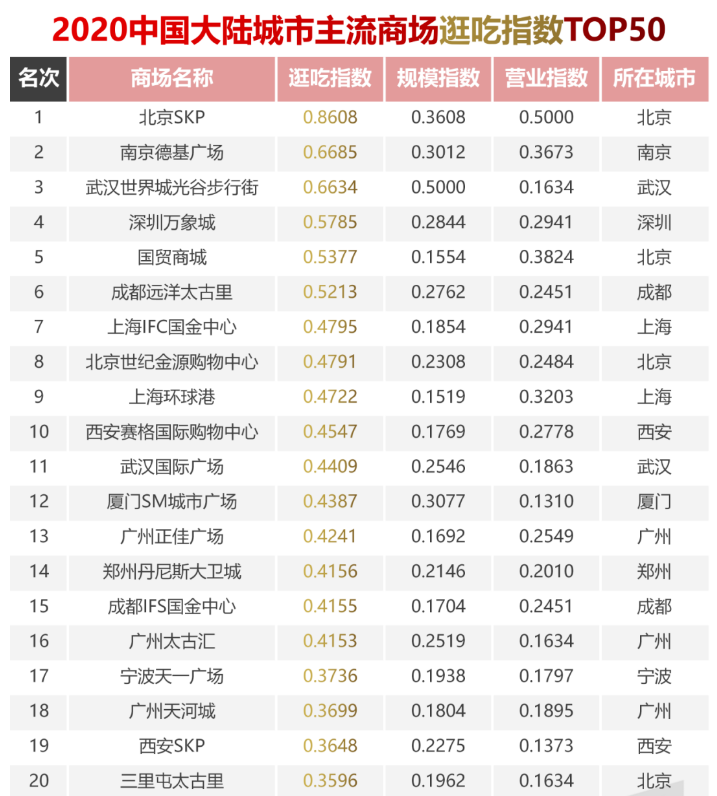 2020中国大陆城市主流商场逛吃指数TOP50
名次 商场名称 逛吃指数 规模指数 营业指数 所在城市
1 北京SKP 0.8608 0.3608 0.5000 北京
2 南京德基广场 0.6685 0.3012 0.3673 南京
3 武汉世界城光谷步行街 0.6634 0.5000 0.1634 武汉
4 深圳万象城 0.5785 0.2844 0.2941 深圳
5 国贸商城 0.5377 0.1554 0.3824 北京
6 成都远洋太古里 0.5213 0.2762 0.2451 成都
7 上海IFC国金中心 0.4795 0.1854 0.2941 上海
8 北京世纪金源购物中心 0.4791 0.2308 0.2484 北京
9 上海环球港 0.4722 0.1519 0.3203 上海
10 西安赛格国际购物中心 0.4547 0.1769 0.2778 西安
11 武汉国际广场 0.4409 0.2546 0.1863 武汉
12 厦门SM城市广场 0.4387 0.3077 0.1310 厦门
13 广州正佳广场 0.4241 0.1692 0.2549 广州
14 郑州丹尼斯大卫城 0.4156 0.2146 0.2010 郑州
15 成都IFS国金中心 0.4155 0.1704 0.2451 成都
16 广州太古汇 0.4153 0.2519 0.1634 广州
17 宁波天一广场 0.3736 0.1938 0.1797 宁波
18 广州天河城 0.3699 0.1804 0.1895 广州
19 西安SKP 0.3648 0.2275 0.1373 西安
20 三里屯太古里 0.3596 0.1962 0.1634 北京